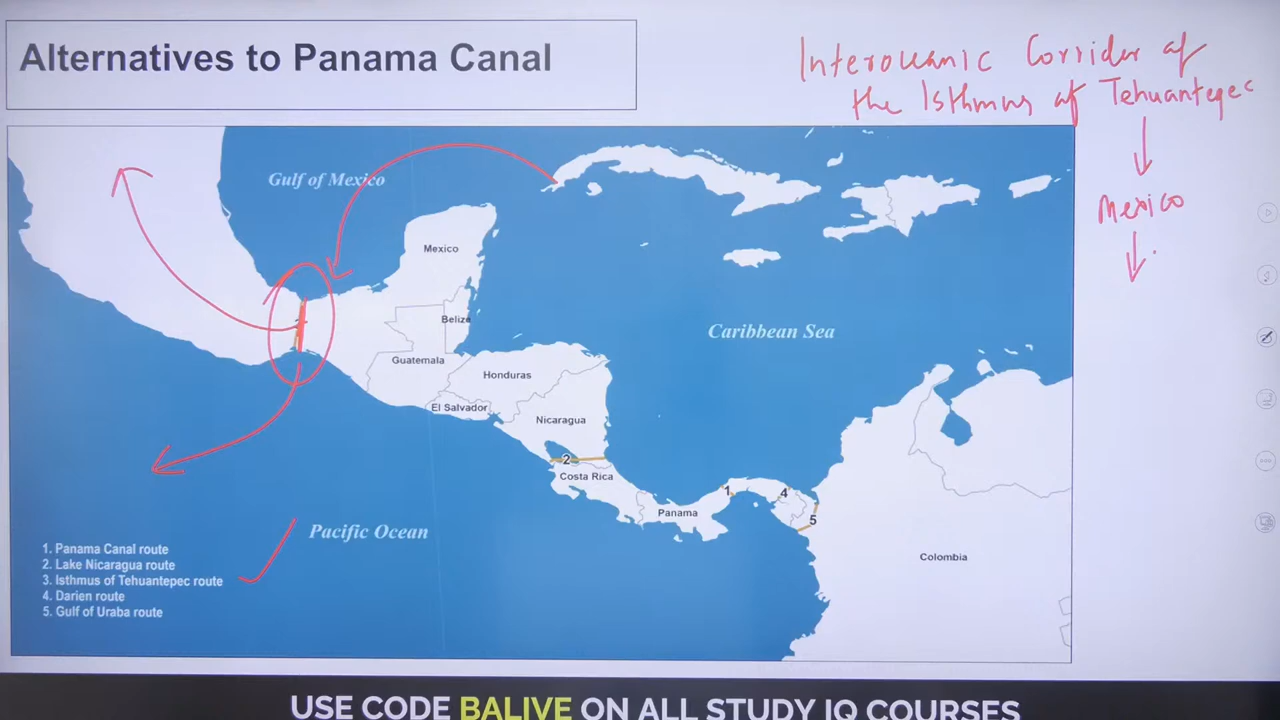 Alternatives to Panama Canal
Interoceanic Corridor of
the Isthmus of Tehuantepec
Mexico
Gulf of Mexico
Mexico
Belize
Guatemala
Honduras
El Salvador
Nicaragua
Caribbean Sea
2
Costa Rica
1
4
Panama
5
Pacific Ocean
Colombia
1. Panama Canal route
2. Lake Nicaragua route
3. Isthmus of Tehuantepec route
4. Darien route
5. Gulf of Uraba route
USE CODE BALIVE ON ALL STUDY IQ COURSES